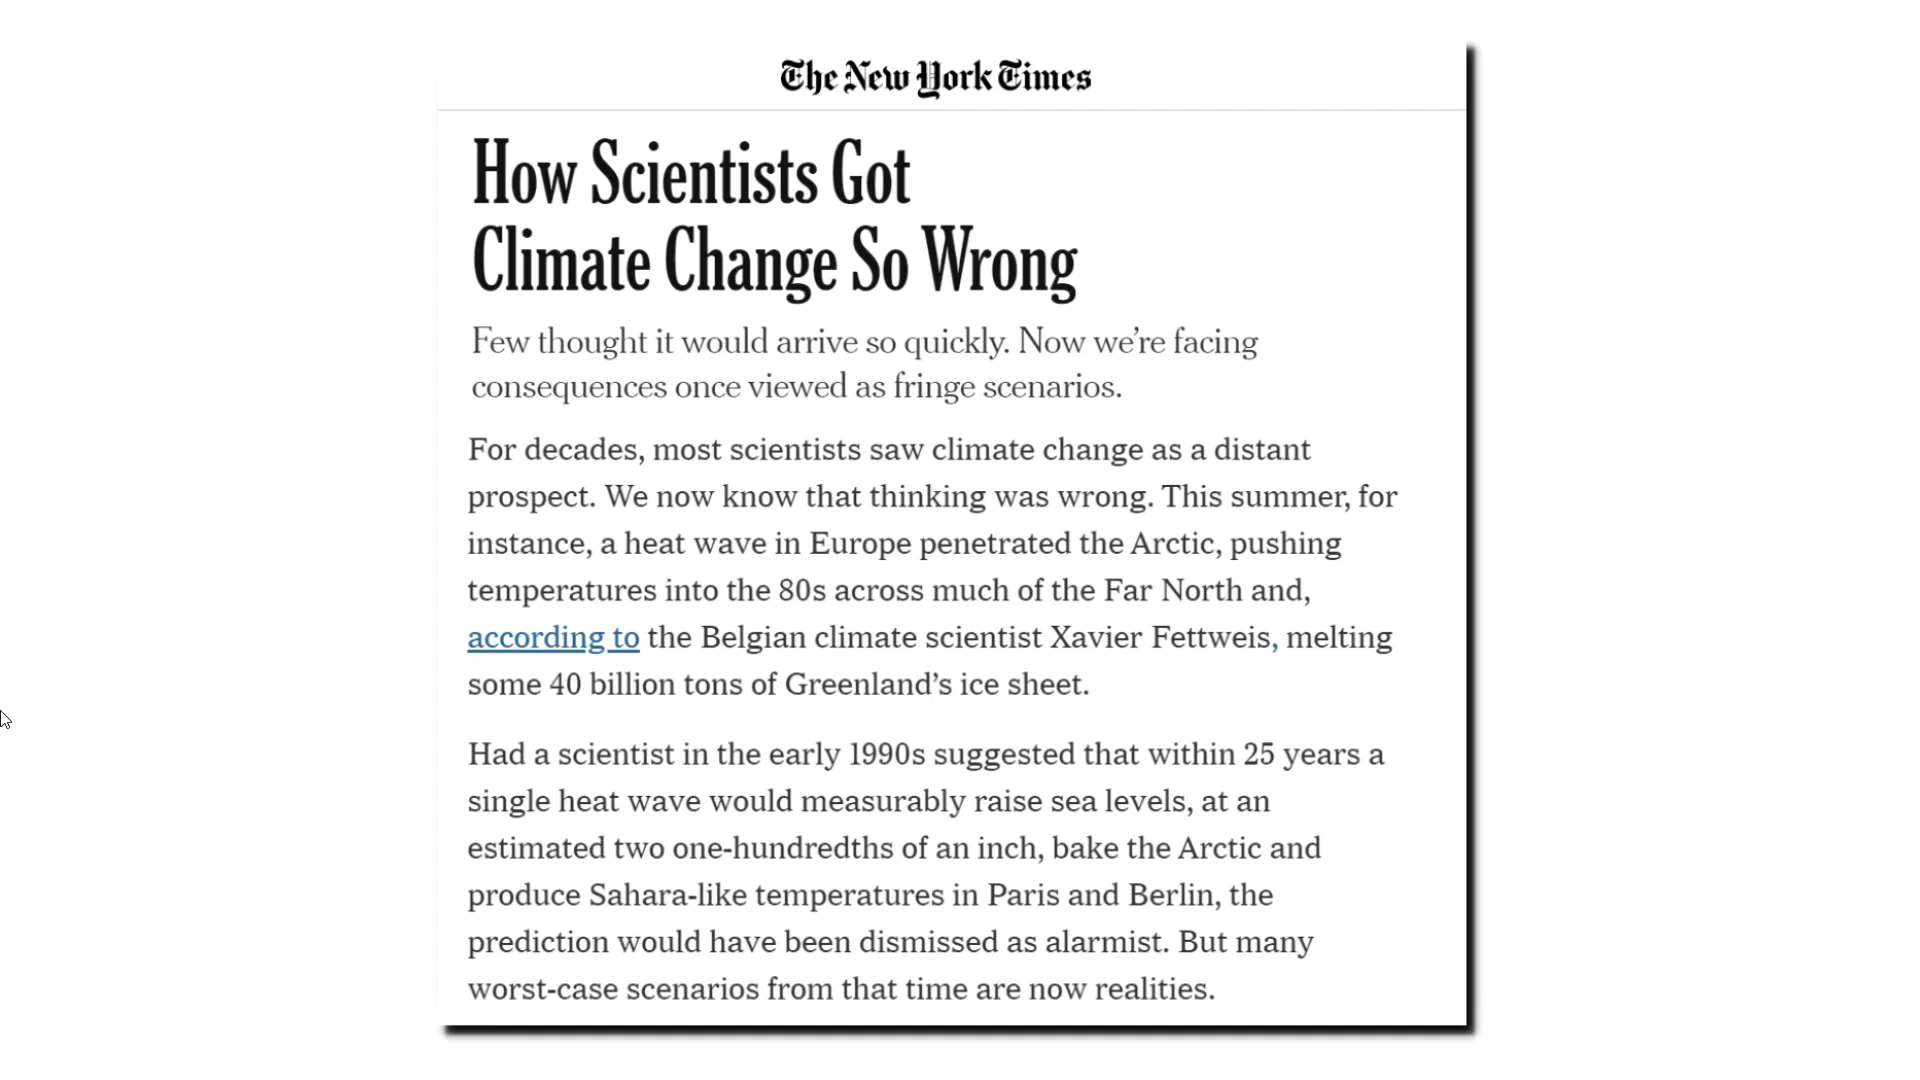 The New York Times
How Scientists Got
Climate Change So Wrong
Few thought it would arrive so quickly. Now we’re facing
consequences once viewed as fringe scenarios.
For decades, most scientists saw climate change as a distant
prospect. We now know that thinking was wrong. This summer, for
instance, a heat wave in Europe penetrated the Arctic, pushing
temperatures into the 80s across much of the Far North and,
according to the Belgian climate scientist Xavier Fettweis, melting
some 40 billion tons of Greenland’s ice sheet.
Had a scientist in the early 1990s suggested that within 25 years a
single heat wave would measurably raise sea levels, at an
estimated two one-hundredths of an inch, bake the Arctic and
produce Sahara-like temperatures in Paris and Berlin, the
prediction would have been dismissed as alarmist. But many
worst-case scenarios from that time are now realities.